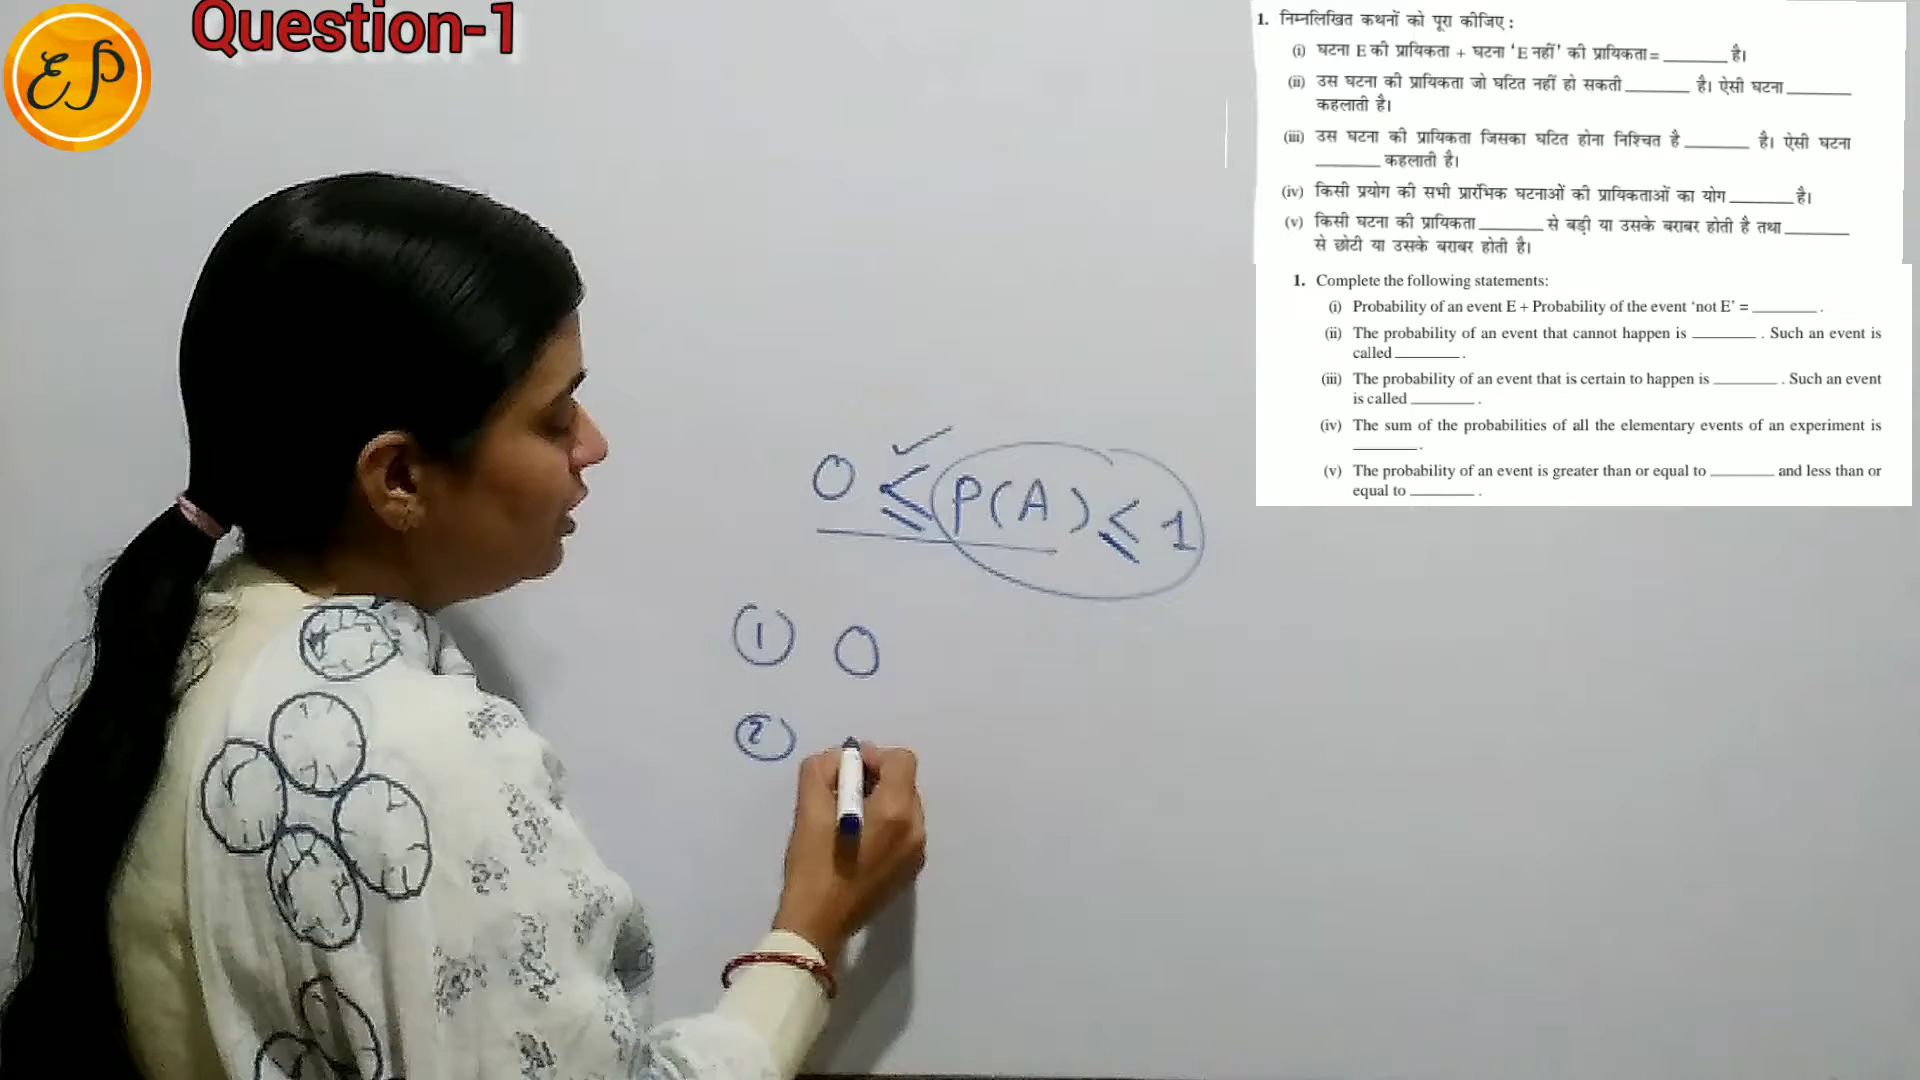 EP
Question-1
1. निम्नलिखित कथनों को पूरा कीजिए :
(i) घटना E की प्रायिकता + घटना ‘E नहीं’ की प्रायिकता = ________ है।
(ii) उस घटना की प्रायिकता जो घटित नहीं हो सकती ________ है। ऐसी घटना ________
कहलाती है।
(iii) उस घटना की प्रायिकता जिसका घटित होना निश्चित है ________ है। ऐसी घटना
________ कहलाती है।
(iv) किसी प्रयोग की सभी प्रारंभिक घटनाओं की प्रायिकताओं का योग ________ है।
(v) किसी घटना की प्रायिकता ________ से बड़ी या उसके बराबर होती है तथा ________
से छोटी या उसके बराबर होती है।
1. Complete the following statements:
(i) Probability of an event E + Probability of the event ‘not E’ = ________ .
(ii) The probability of an event that cannot happen is ________ . Such an event is
called ________ .
(iii) The probability of an event that is certain to happen is ________ . Such an event
is called ________ .
(iv) The sum of the probabilities of all the elementary events of an experiment is
________ .
(v) The probability of an event is greater than or equal to ________ and less than or
equal to ________ .
0 ≤ P(A) ≤ 1
① 0
②